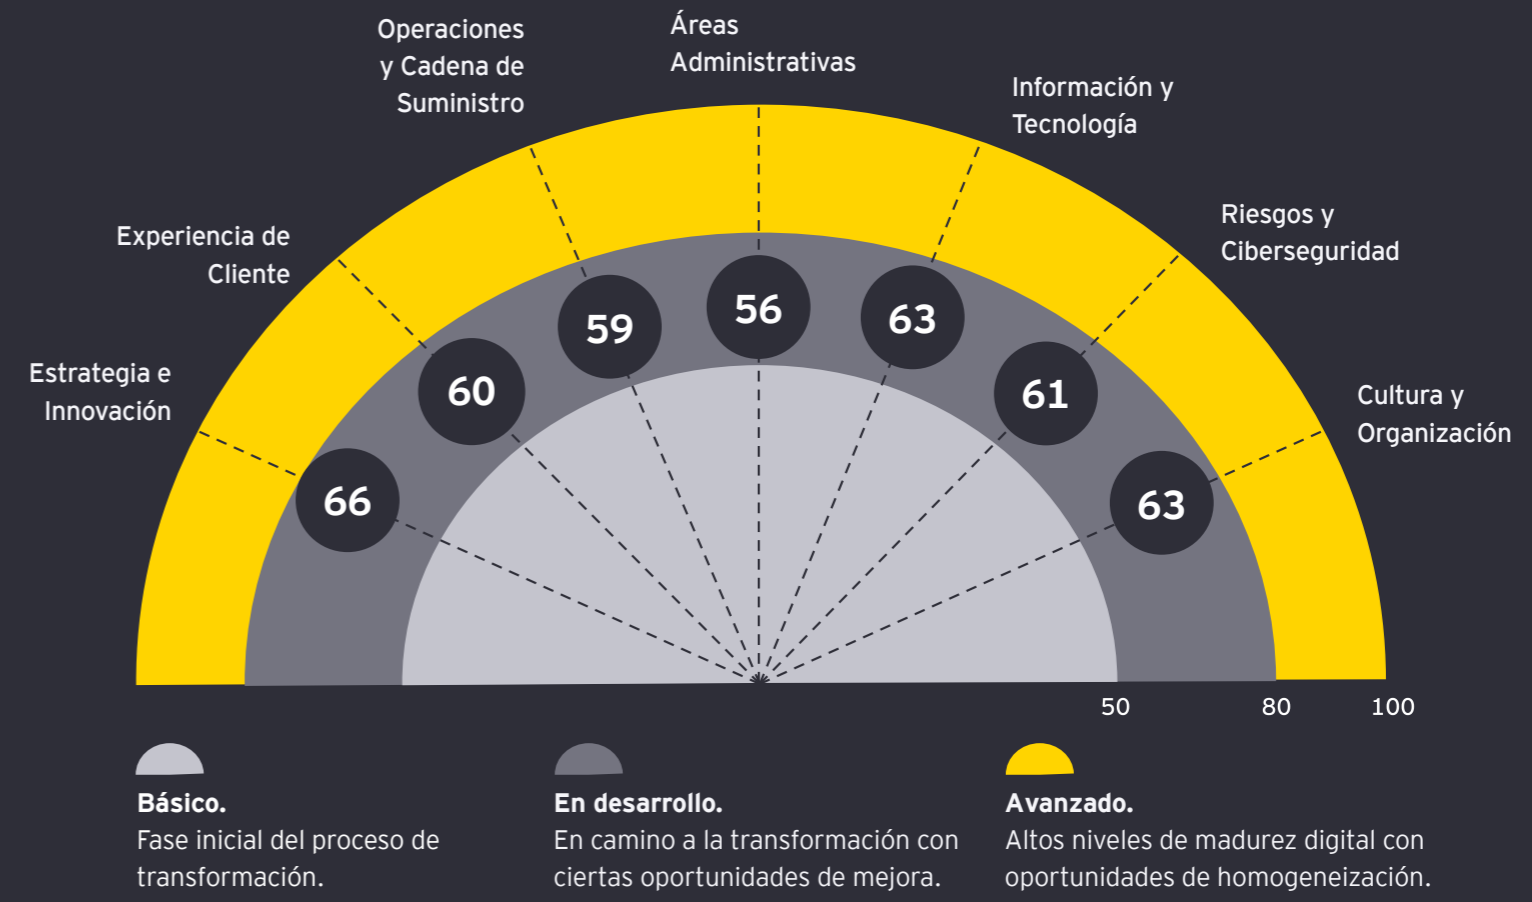 Operaciones
y Cadena de
Suministro
Áreas
Administrativas
Información y
Tecnología
Riesgos y
Ciberseguridad
Experiencia de
Cliente
Estrategia e
Innovación
Cultura y
Organización
66
60
59
56
63
61
63
50
80
100
Básico.
Fase inicial del proceso de
transformación.
En desarrollo.
En camino a la transformación con
ciertas oportunidades de mejora.
Avanzado.
Altos niveles de madurez digital con
oportunidades de homogeneización.